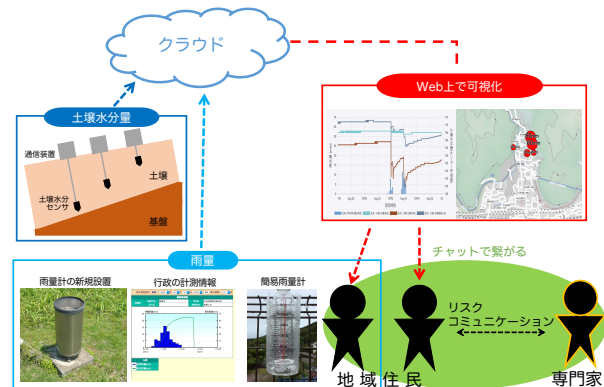 クラウド
Web上で可視化
土壌水分量
通信装置
土壌
土壌水分
センサ
基盤
雨量
雨量計の新規設置
行政の計測情報
簡易雨量計
チャットで繋がる
リスク
コミュニケーション
地域住民
専門家